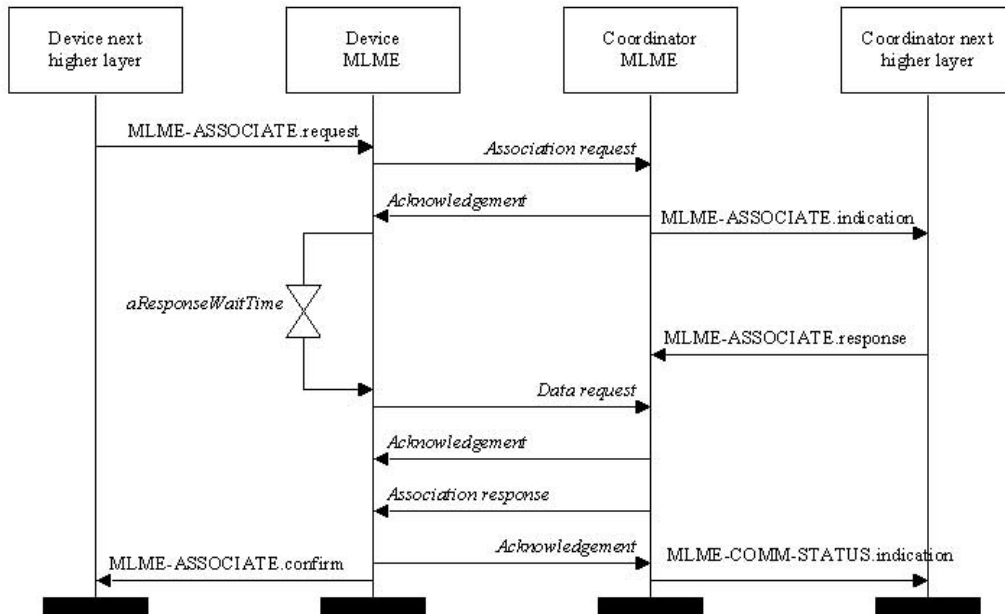 Device next
higher layer
Device
MLME
Coordinator
MLME
Coordinator next
higher layer
MLME-ASSOCIATE.request
Association request
Acknowledgement
MLME-ASSOCIATE.indication
aResponseWaitTime
MLME-ASSOCIATE.response
Data request
Acknowledgement
Association response
Acknowledgement
MLME-COMM-STATUS.indication
MLME-ASSOCIATE.confirm